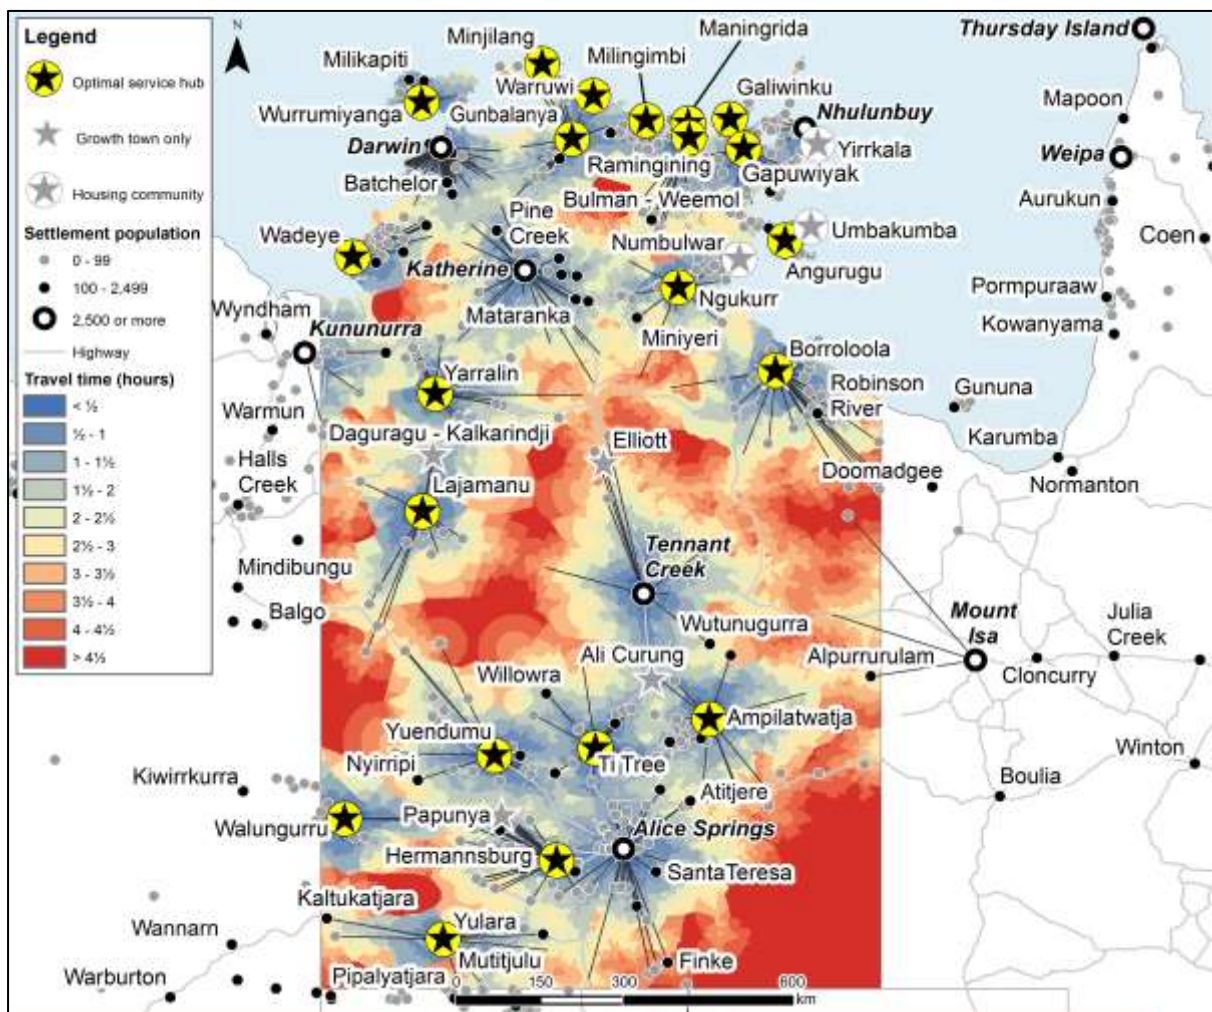 Legend
Optimal service hub
Growth town only
Housing community
Settlement population
0 - 99
100 - 2,499
2,500 or more
Highway
Travel time (hours)
< ½
½ - 1
1 - 1½
1½ - 2
2 - 2½
2½ - 3
3 - 3½
3½ - 4
4 - 4½
> 4½
N
Minjilang
Maningrida
Thursday Island
Milikapiti
Milingimbi
Warruwi
Galiwinku
Mapoon
Wurrumiyanga
Gunbalanya
Nhulunbuy
Darwin
Yirrkala
Weipa
Ramingining
Gapuwiyak
Batchelor
Bulman - Weemol
Aurukun
Pine
Creek
Wadeye
Numbulwar
Umbakumba
Coen
Katherine
Angurugu
Pormpuraaw
Ngukurr
Wyndham
Mataranka
Kununurra
Miniyeri
Kowanyama
Borroloola
Yarralin
Robinson
River
Gununa
Warmun
Daguragu - Kalkarindji
Elliott
Karumba
Halls
Creek
Lajamanu
Doomadgee
Normanton
Tennant
Creek
Mindibungu
Balgo
Mount
Isa
Julia
Creek
Wutunugurra
Ali Curung
Alpurrurulam
Cloncurry
Willowra
Yuendumu
Ampilatwatja
Nyirripi
Ti Tree
Winton
Kiwirrkurra
Boulia
Atitjere
Walungurru
Papunya
Alice Springs
Hermannsburg
SantaTeresa
Kaltukatjara
Wannarn
Yulara
Mutitjulu
Finke
Warburton
Pipalyatjara
0 150 300 600
km